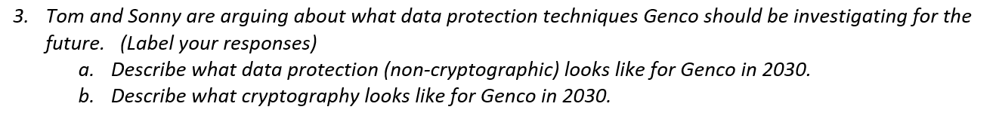 3. Tom and Sonny are arguing about what data protection techniques Genco should be investigating for the
future. (Label your responses)
a. Describe what data protection (non-cryptographic) looks like for Genco in 2030.
b. Describe what cryptography looks like for Genco in 2030.